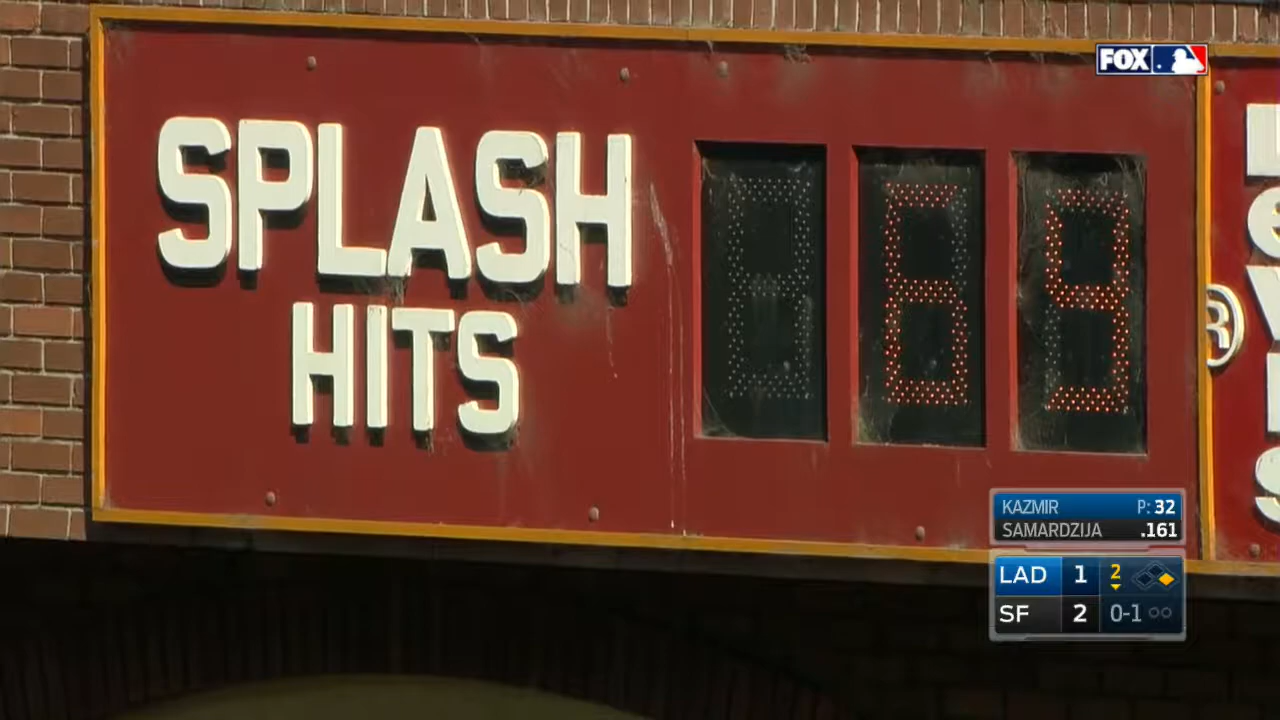 FOX
SPLASH
HITS
69
®
KAZMIR P: 32
SAMARDZIJA .161
LAD 1 2
SF 2 0-1